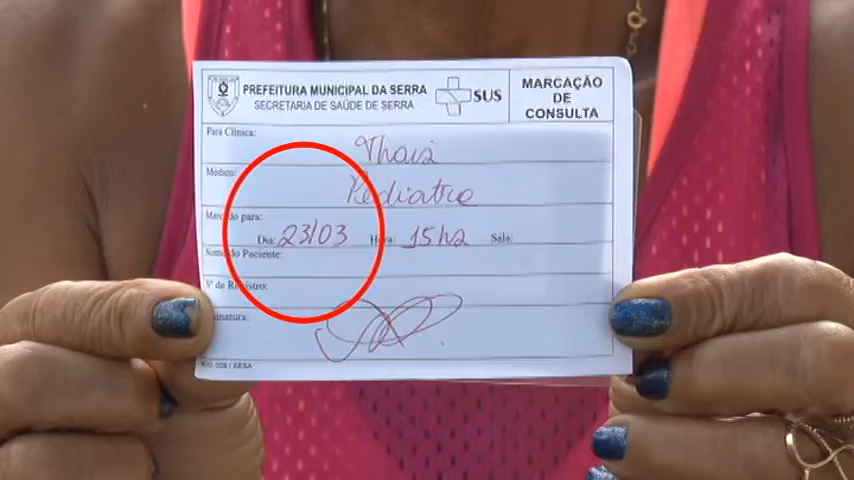 PREFEITURA MUNICIPAL DA SERRA
SECRETARIA DE SAÚDE DE SERRA
SUS
MARCAÇÃO
DE
CONSULTA
Para Clínica: Thais
Médico: Pediatra
Marcado para:
Dia: 23/03 Hora: 15 hs Sala:
Nome do Paciente:
Nº de Registro:
Assinatura: